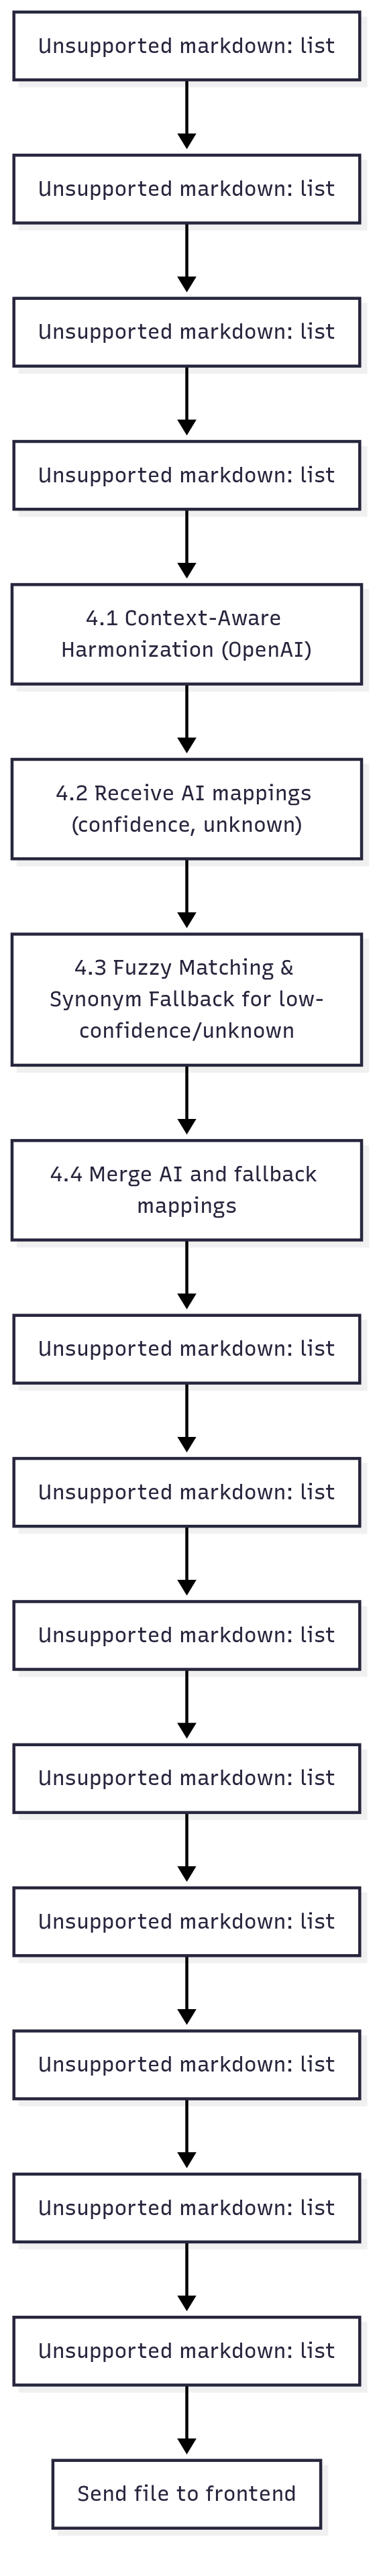 Unsupported markdown: list
Unsupported markdown: list
Unsupported markdown: list
Unsupported markdown: list
4.1 Context-Aware
Harmonization (OpenAI)
4.2 Receive AI mappings
(confidence, unknown)
4.3 Fuzzy Matching &
Synonym Fallback for low-
confidence/unknown
4.4 Merge AI and fallback
mappings
Unsupported markdown: list
Unsupported markdown: list
Unsupported markdown: list
Unsupported markdown: list
Unsupported markdown: list
Unsupported markdown: list
Unsupported markdown: list
Unsupported markdown: list
Send file to frontend